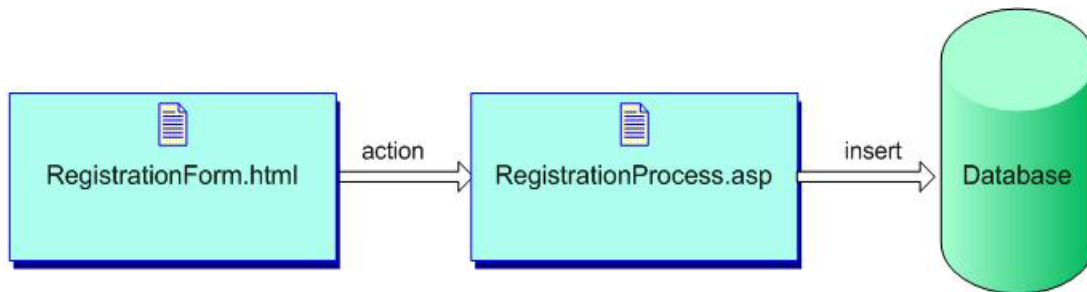 RegistrationForm.html
action
RegistrationProcess.asp
insert
Database